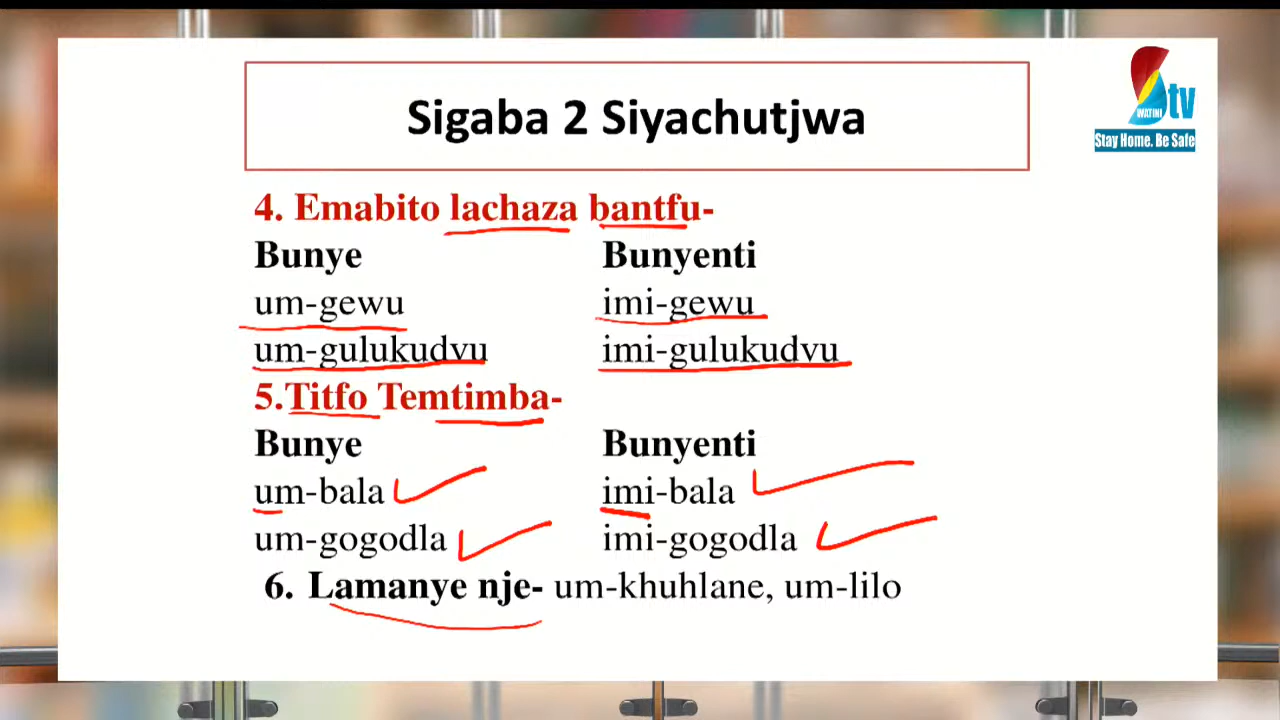 Sigaba 2 Siyachutjwa
tv
WATINI
Stay Home. Be Safe
4. Emabito lachaza bantfu-
Bunye Bunyenti
um-gewu imi-gewu
um-gulukudvu imi-gulukudvu
5.Titfo Temtimba-
Bunye Bunyenti
um-bala imi-bala
um-gogodla imi-gogodla
6. Lamanye nje- um-khuhlane, um-lilo